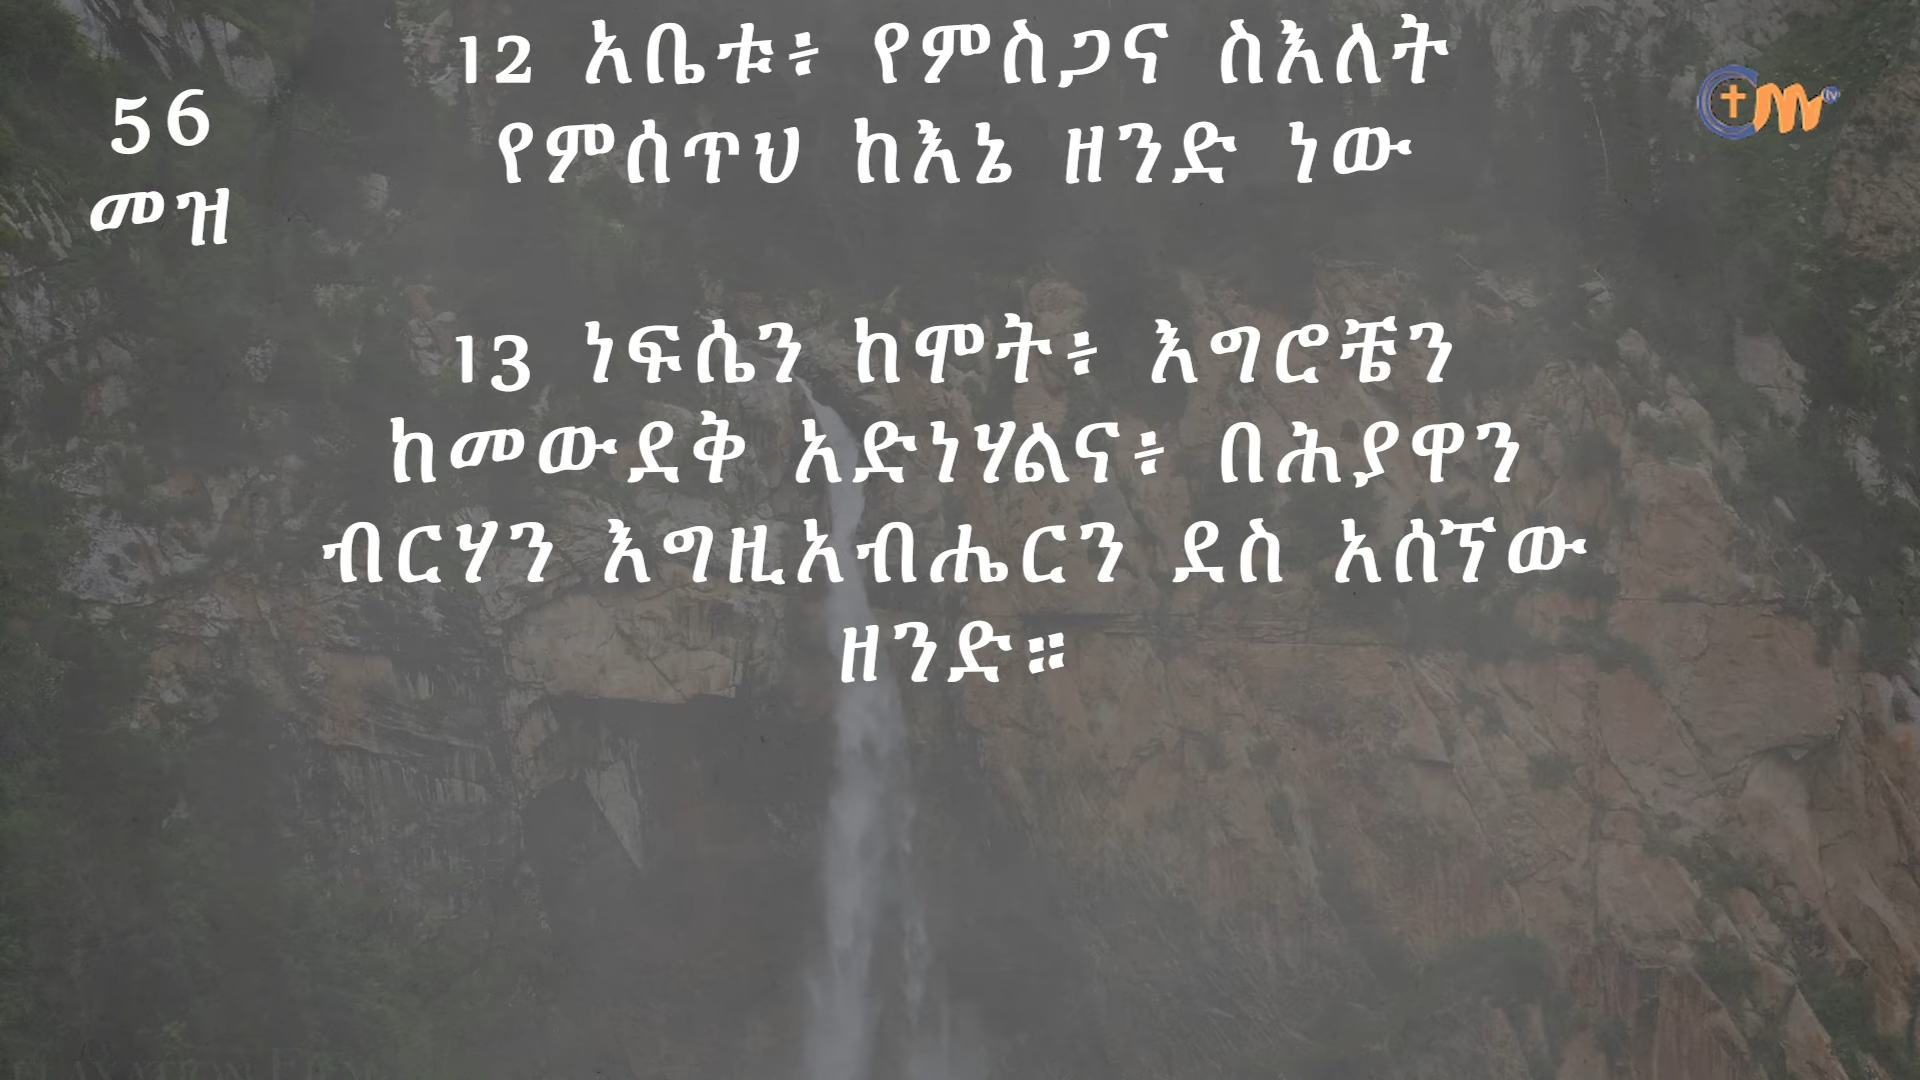 56
መዝ
12 አቤቱ፥ የምስጋና ስእለት
የምሰጥህ ከእኔ ዘንድ ነው
13 ነፍሴን ከሞት፥ እግሮቼን
ከመውደቅ አድነሃልና፥ በሕያዋን
ብርሃን እግዚአብሔርን ደስ አሰኘው
ዘንድ።
tv